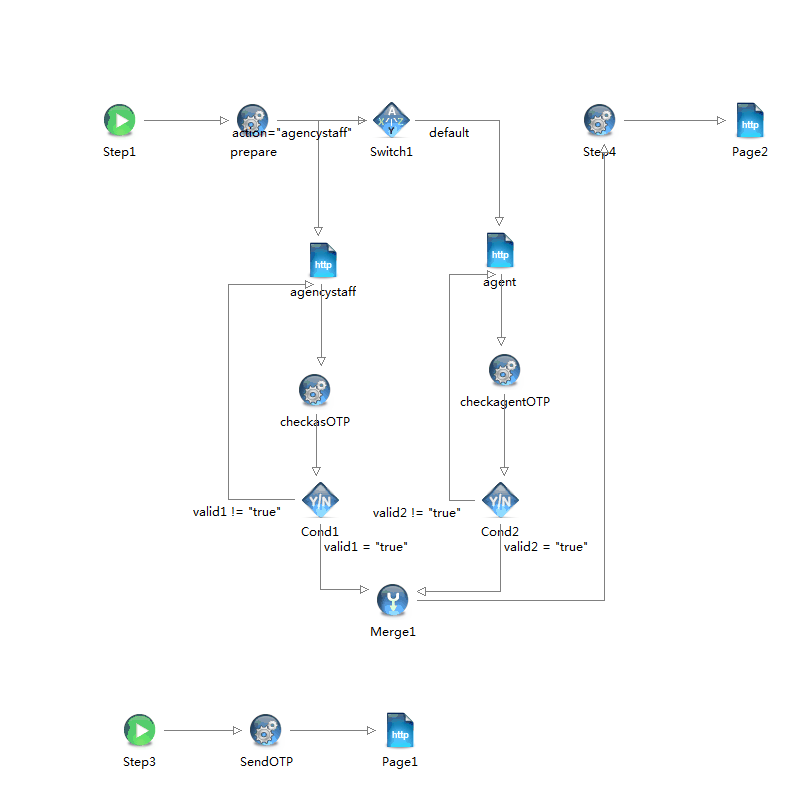 A
X
Z
Y
http
action="agencystaff"
default
Step1
prepare
Switch1
Step4
Page2
http
http
agent
agencystaff
checkagentOTP
checkasOTP
Y/N
Y/N
valid1 != "true"
valid2 != "true"
Cond1
Cond2
valid1 = "true"
valid2 = "true"
Merge1
http
Step3
SendOTP
Page1